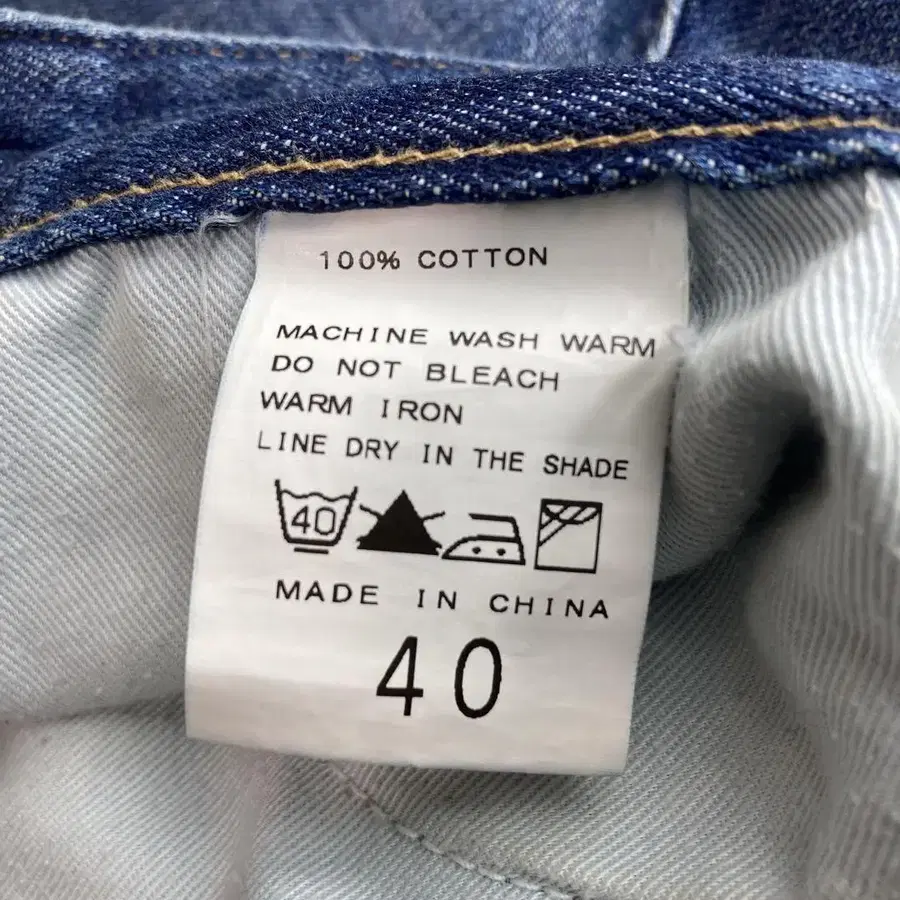 100% COTTON
MACHINE WASH WARM
DO NOT BLEACH
WARM IRON
LINE DRY IN THE SHADE
40
MADE IN CHINA
40